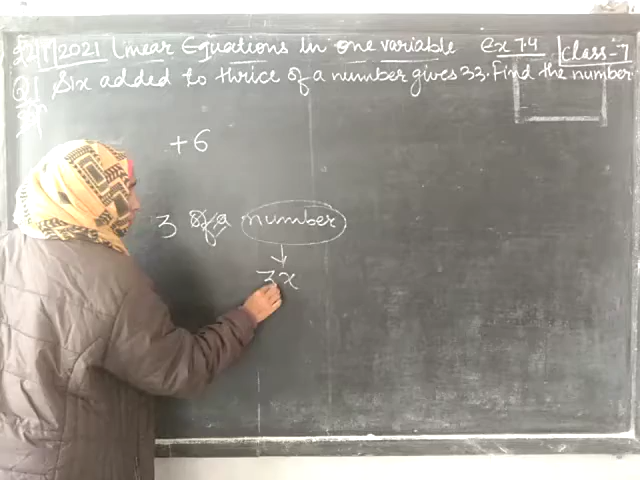 2021 Linear Equations In one variable Ex 7.4 Class-7
Q1 Six added to thrice of a number gives 33. Find the number
+6
3 of a number
3x